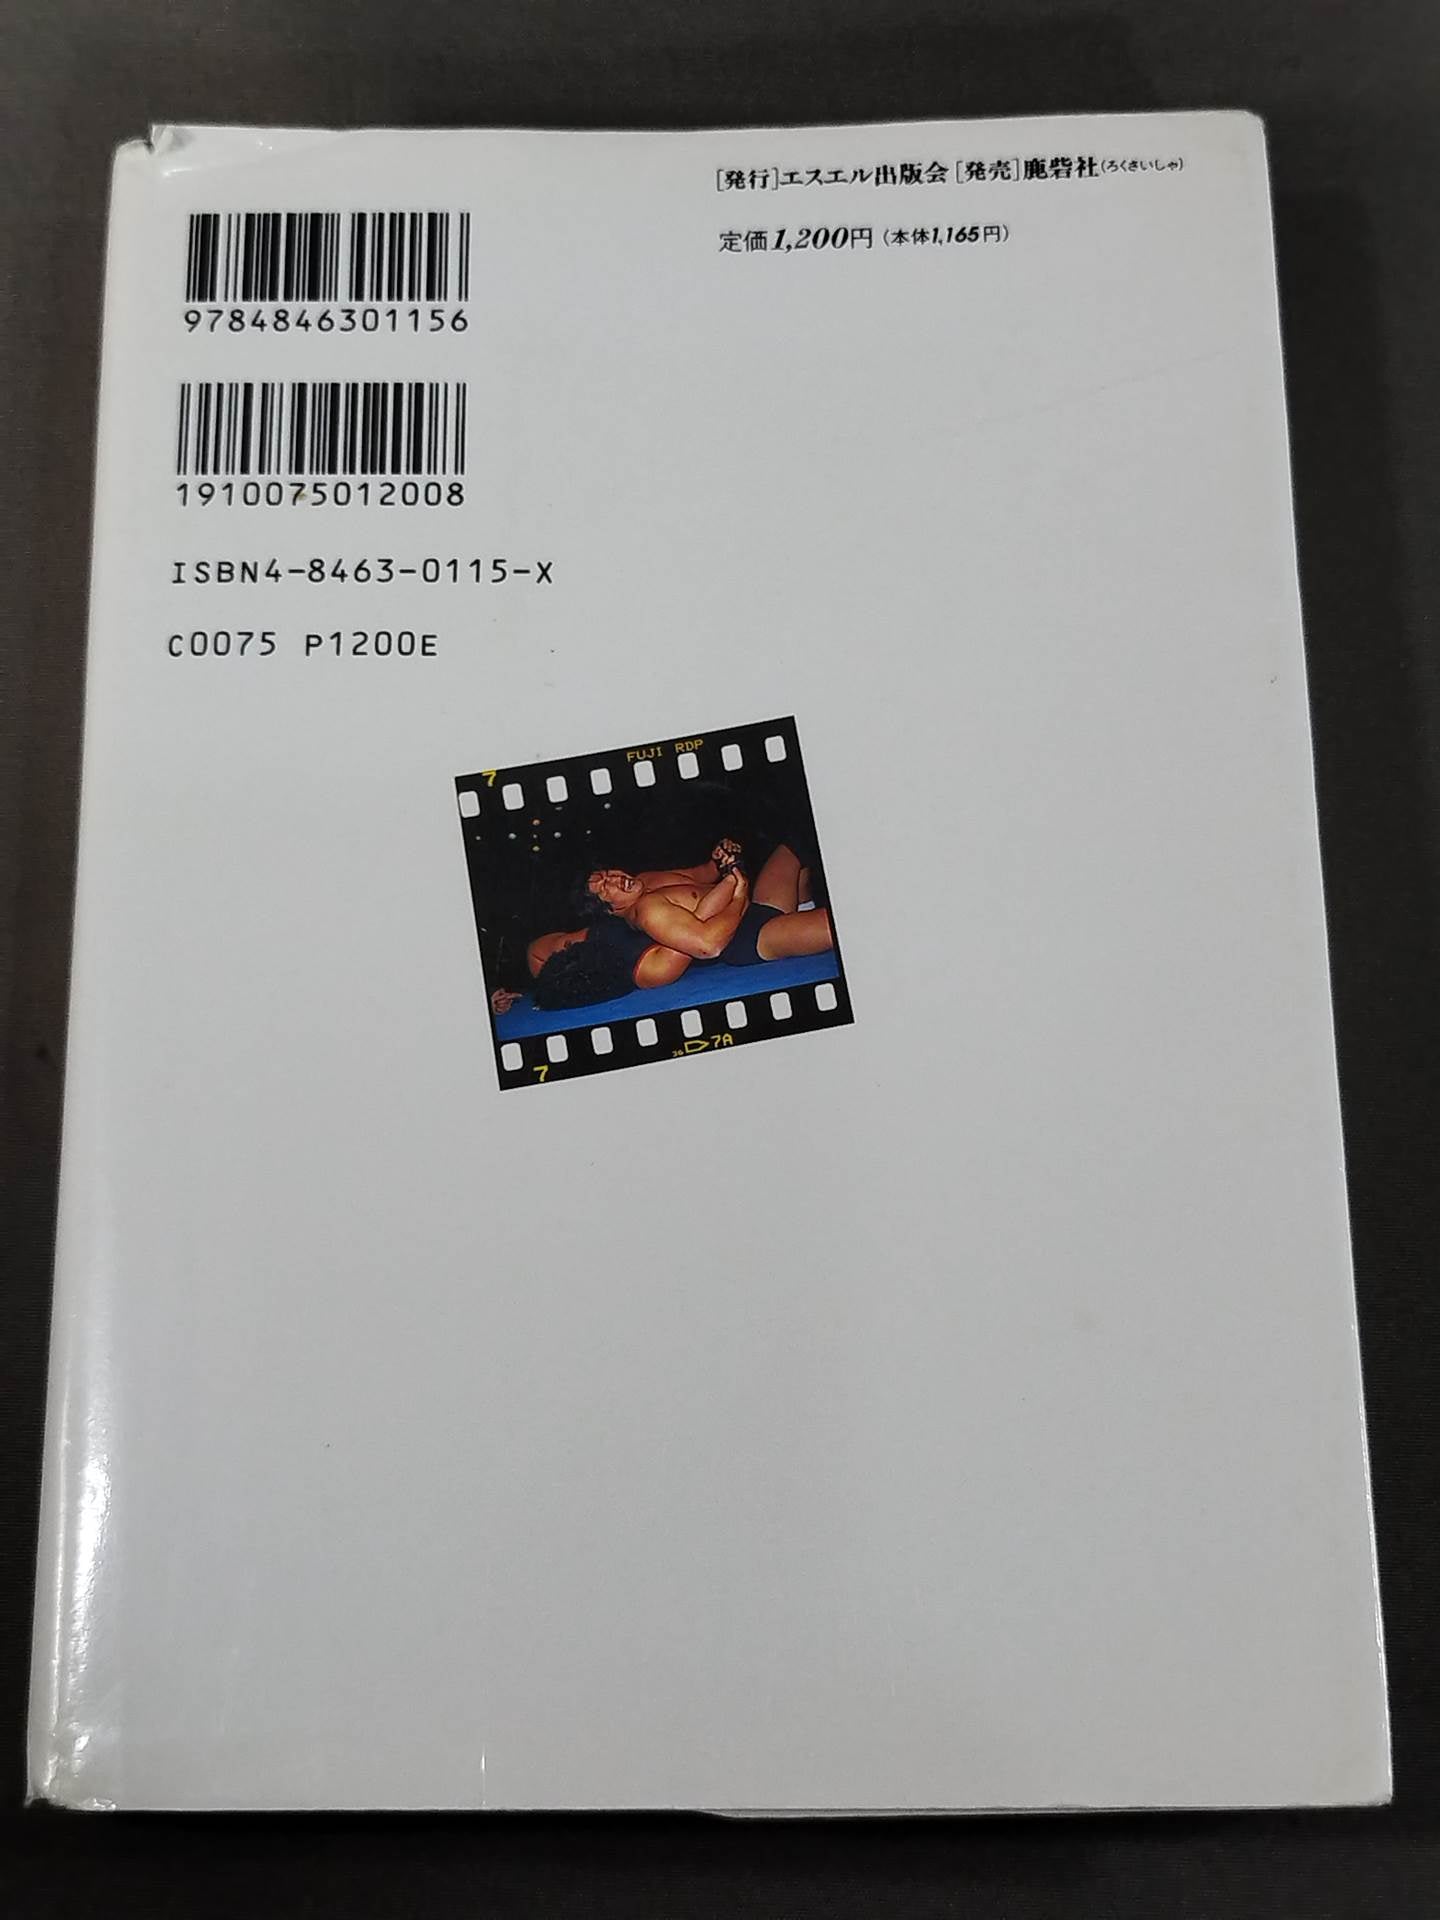 [発行]エスエル出版会[発売]鹿砦社(ろくさいしゃ)
定価1,200円(本体1,165円)
9784846301156
1910075012008
ISBN4-8463-0115-X
C0075 P1200E
7 FUJI RDP
7 36 7A